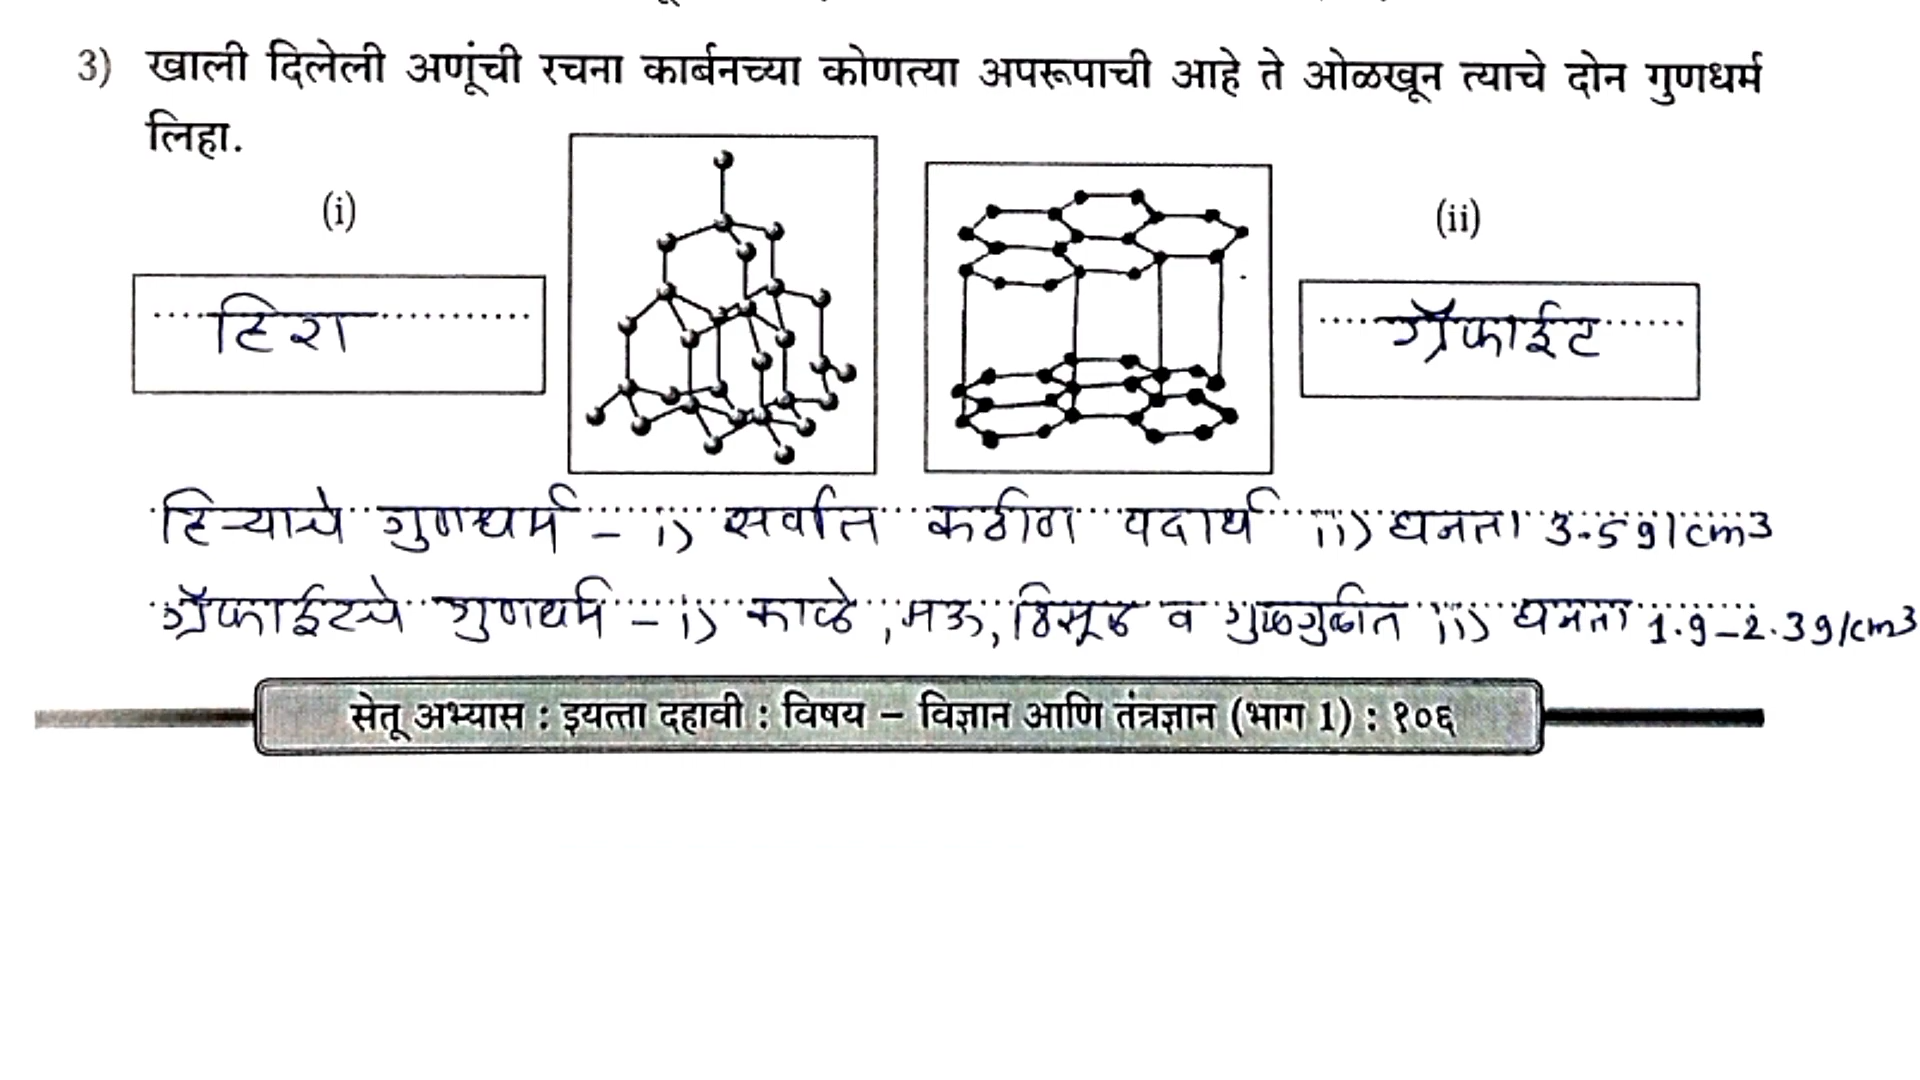 3) खाली दिलेली अणूंची रचना कार्बनच्या कोणत्या अपरूपाची आहे ते ओळखून त्याचे दोन गुणधर्म
लिहा.
(i)
(ii)
हिरा
ग्रॅफाईट
हिऱ्याचे गुणधर्म - i) सर्वात कठीण पदार्थ ii) घनता 3.5 g/cm3
ग्रॅफाईटचे गुणधर्म - i) काळे, मऊ, ठिसूळ व गुळगुळीत ii) घनता 1.9-2.3 g/cm3
सेतू अभ्यास : इयत्ता दहावी : विषय – विज्ञान आणि तंत्रज्ञान (भाग 1) : १०६